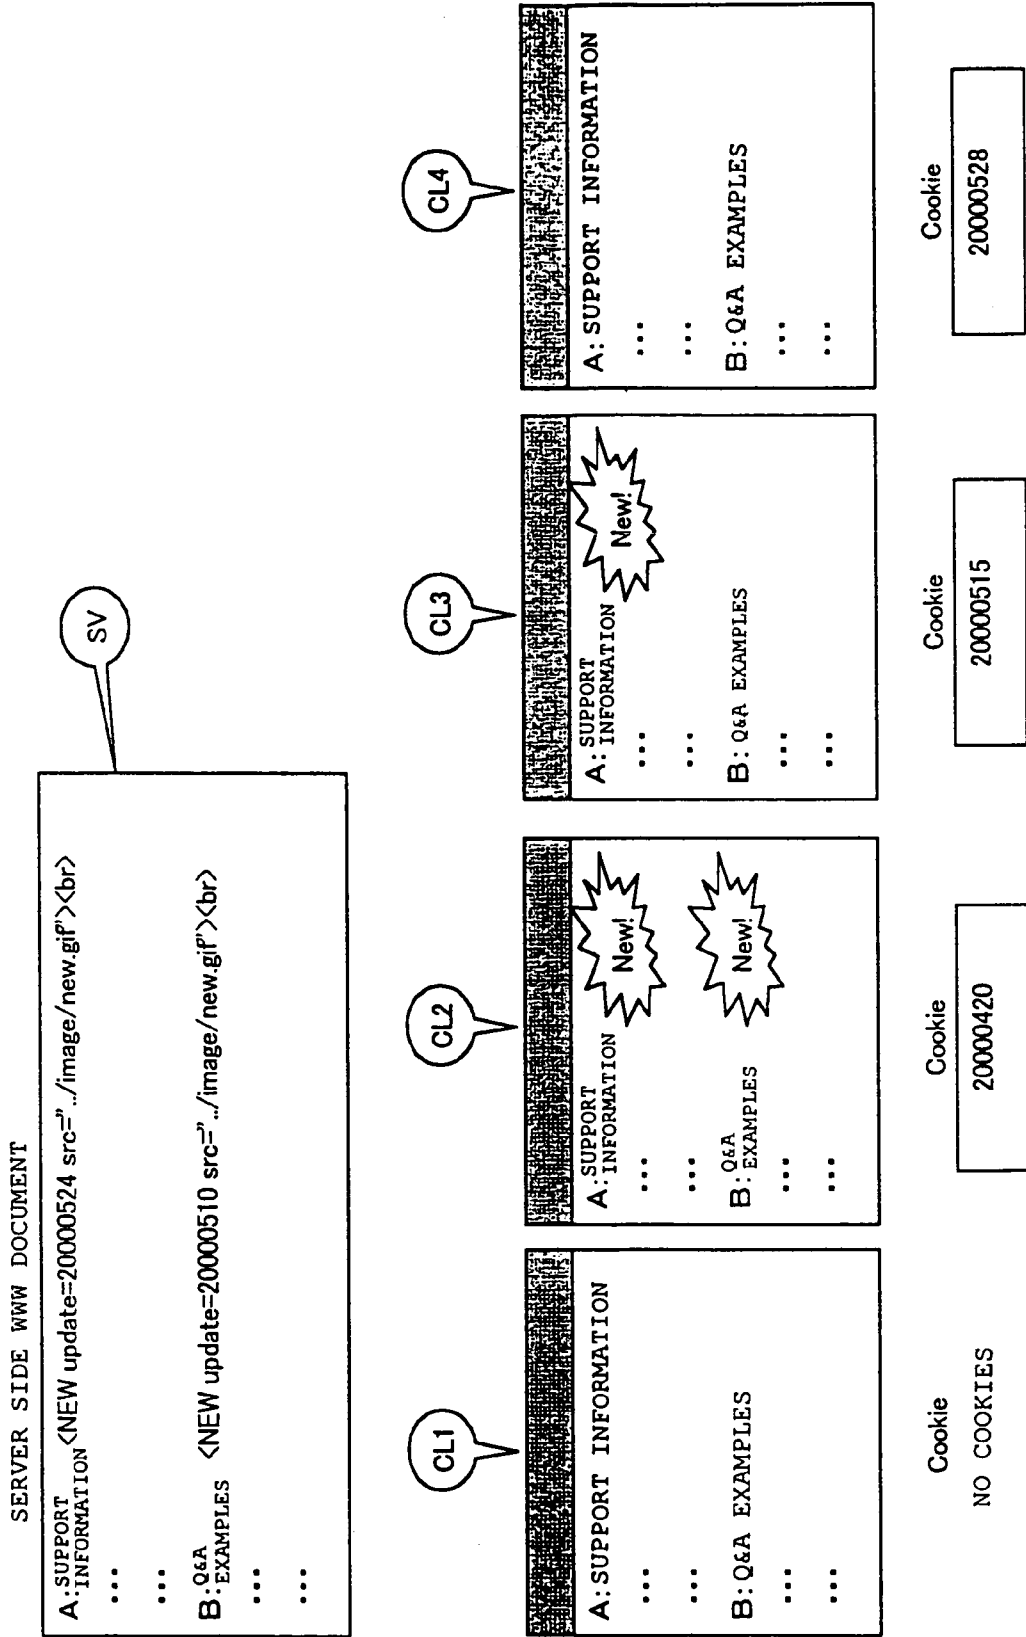 SERVER SIDE WWW DOCUMENT
SV
A:SUPPORT INFORMATION <NEW update=20000524 src="../image/new.gif"><br>
...
...
B:Q&A EXAMPLES <NEW update=20000510 src="../image/new.gif"><br>
...
...
CL1
A:SUPPORT INFORMATION
...
...
B:Q&A EXAMPLES
...
...
Cookie
NO COOKIES
CL2
A:SUPPORT
INFORMATION
New!
...
...
B:Q&A
EXAMPLES
New!
...
...
Cookie
20000420
CL3
A:SUPPORT
INFORMATION
New!
...
...
B:Q&A EXAMPLES
...
...
Cookie
20000515
CL4
A:SUPPORT INFORMATION
...
...
B:Q&A EXAMPLES
...
...
Cookie
20000528